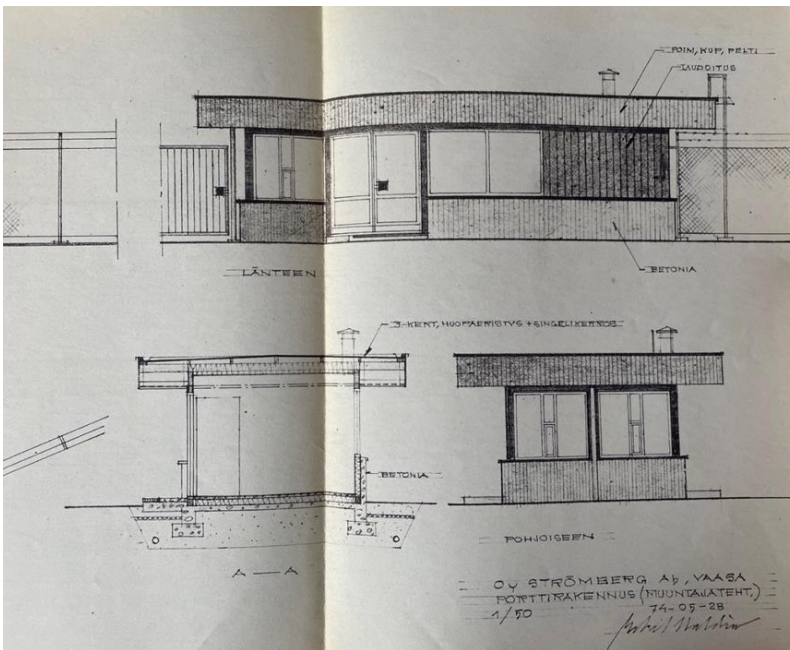 POIM, KUP, PELTI
LAUDOITUS
LÄNTEEN
BETONIA
3-KERT, HUOPAERISTYS + SINGELIKERROS
BETONIA
POHJOISEEN
A — A
OY STRÖMBERG Ab, VAASA
PORTTIRAKENNUS (MUUNTAJATEHT,)
1/50 74-05-28